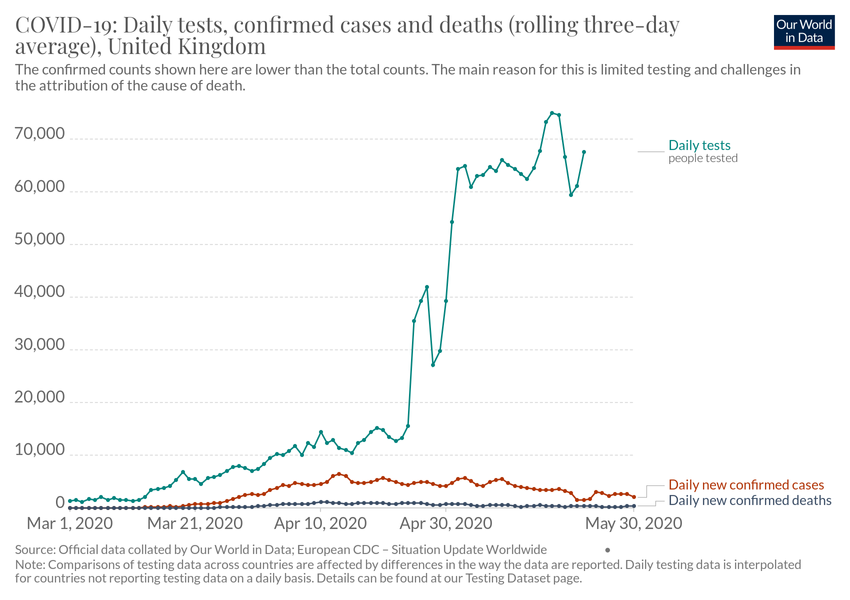 COVID-19: Daily tests, confirmed cases and deaths (rolling three-day
average), United Kingdom
Our World
in Data
The confirmed counts shown here are lower than the total counts. The main reason for this is limited testing and challenges in
the attribution of the cause of death.
70,000
60,000
50,000
40,000
30,000
20,000
10,000
0
Daily tests
people tested
Daily new confirmed cases
Daily new confirmed deaths
Mar 1, 2020
Mar 21, 2020
Apr 10, 2020
Apr 30, 2020
May 30, 2020
Source: Official data collated by Our World in Data; European CDC – Situation Update Worldwide
Note: Comparisons of testing data across countries are affected by differences in the way the data are reported. Daily testing data is interpolated
for countries not reporting testing data on a daily basis. Details can be found at our Testing Dataset page.